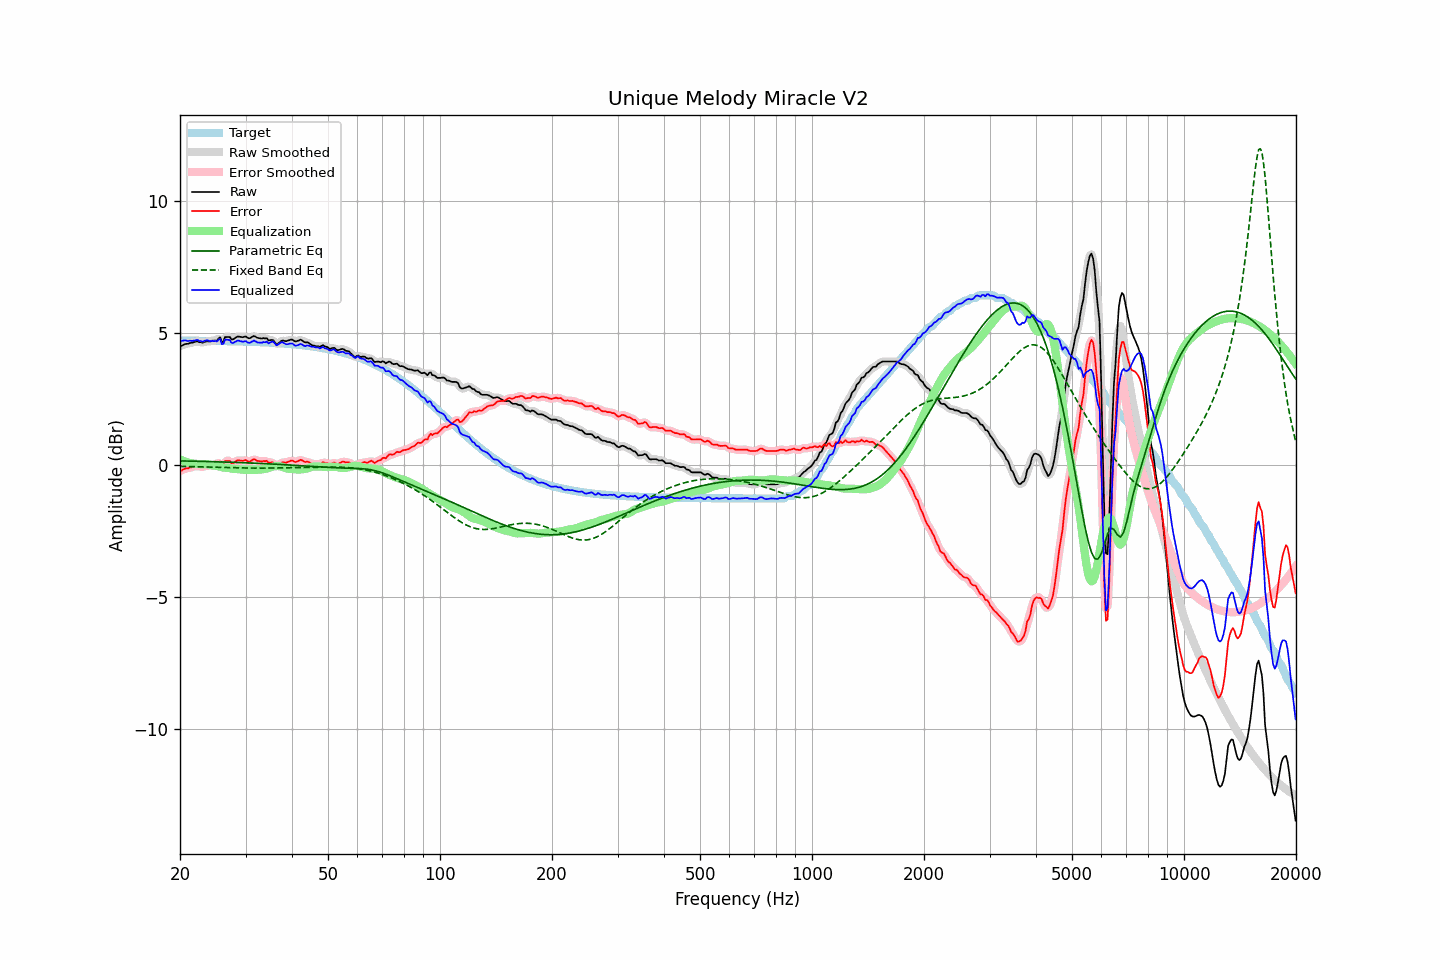 Unique Melody Miracle V2
Target
Raw Smoothed
Error Smoothed
Raw
Error
Equalization
Parametric Eq
Fixed Band Eq
Equalized
10
5
0
−5
−10
Amplitude (dBr)
20 50 100 200 500 1000 2000 5000 10000 20000
Frequency (Hz)